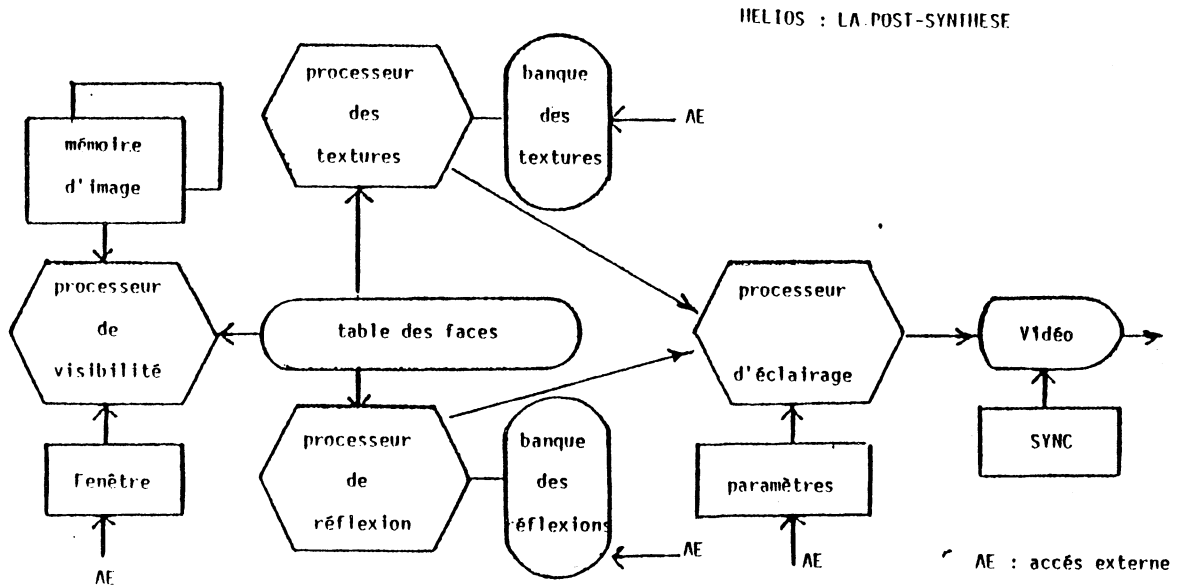 HELIOS : LA POST-SYNTHESE
processeur
des
textures
banque
des
textures
AE
mémoire
d'image
processeur
de
visibilité
table des faces
processeur
d'éclairage
Vidéo
processeur
de
réflexion
banque
des
réflexions
AE
Fenêtre
AE
paramètres
AE
SYNC
AE : accés externe